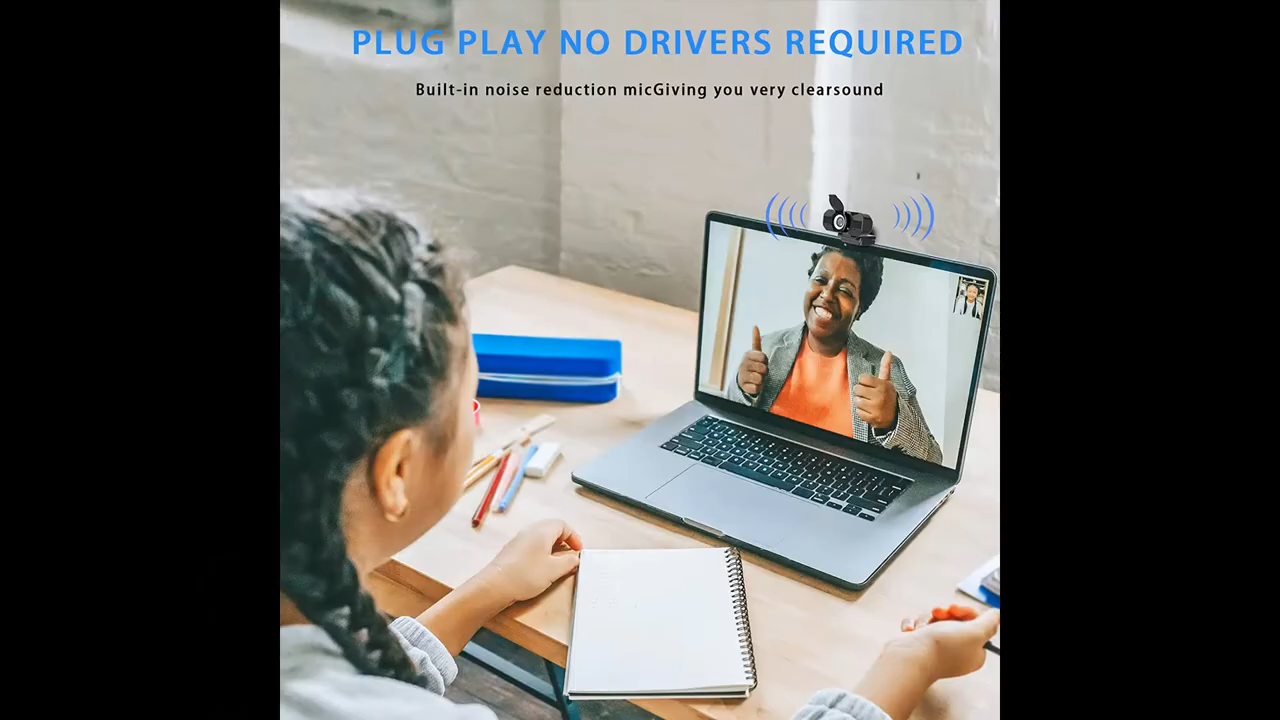 PLUG PLAY NO DRIVERS REQUIRED
Built-in noise reduction micGiving you very clearsound